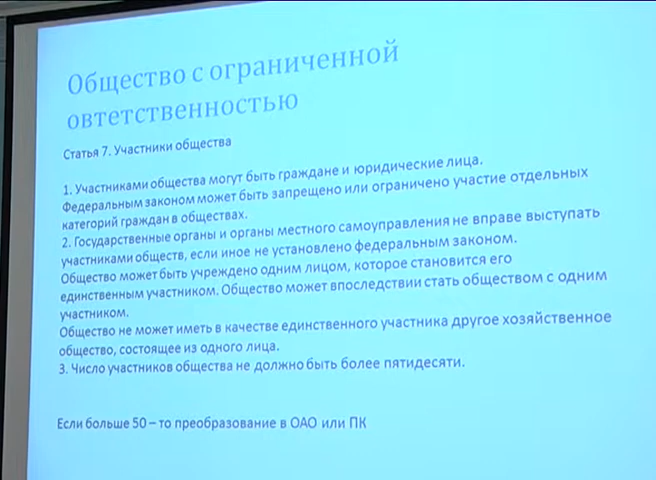 Общество с ограниченной
овтетственностью
Статья 7. Участники общества
1. Участниками общества могут быть граждане и юридические лица.
Федеральным законом может быть запрещено или ограничено участие отдельных
категорий граждан в обществах.
2. Государственные органы и органы местного самоуправления не вправе выступать
участниками обществ, если иное не установлено федеральным законом.
Общество может быть учреждено одним лицом, которое становится его
единственным участником. Общество может впоследствии стать обществом с одним
участником.
Общество не может иметь в качестве единственного участника другое хозяйственное
общество, состоящее из одного лица.
3. Число участников общества не должно быть более пятидесяти.
Если больше 50 – то преобразование в ОАО или ПК